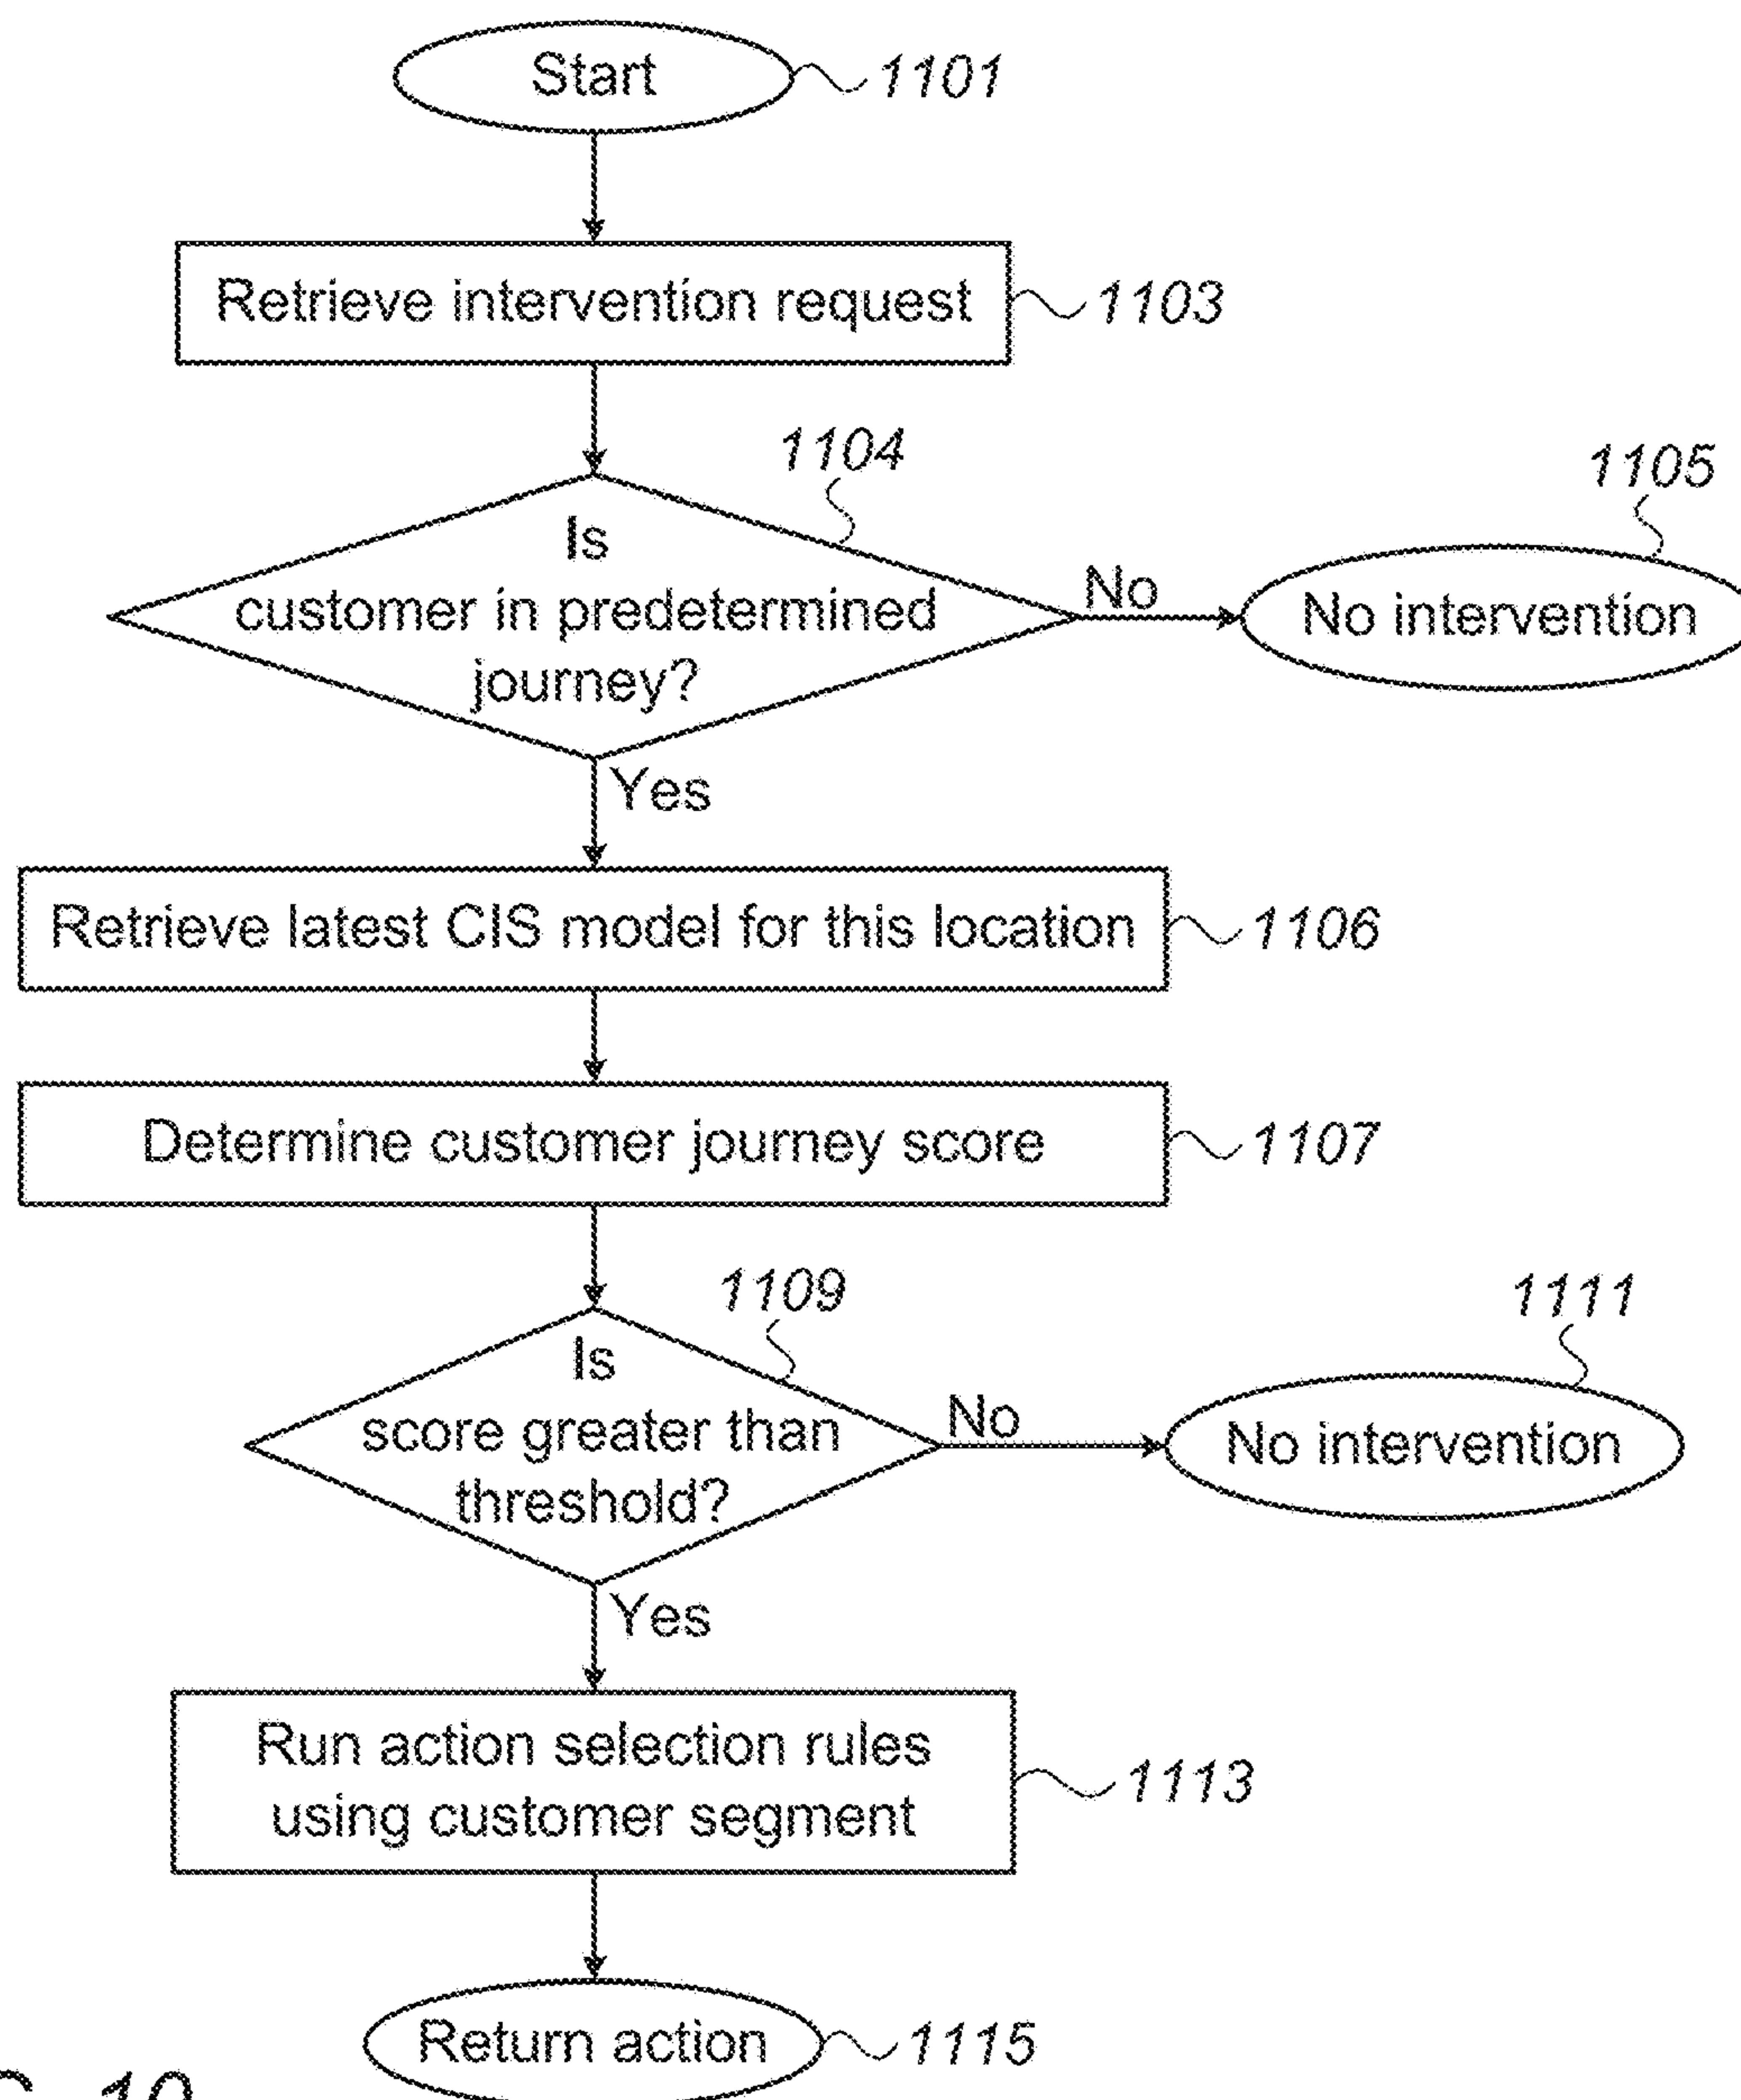 Start
1101
Retrieve intervention request
1103
1104
1105
Is
customer in predetermined
journey?
No
No intervention
Yes
Retrieve latest CIS model for this location
1106
Determine customer journey score
1107
1109
1111
Is
score greater than
threshold?
No
No intervention
Yes
Run action selection rules
using customer segment
1113
Return action
1115